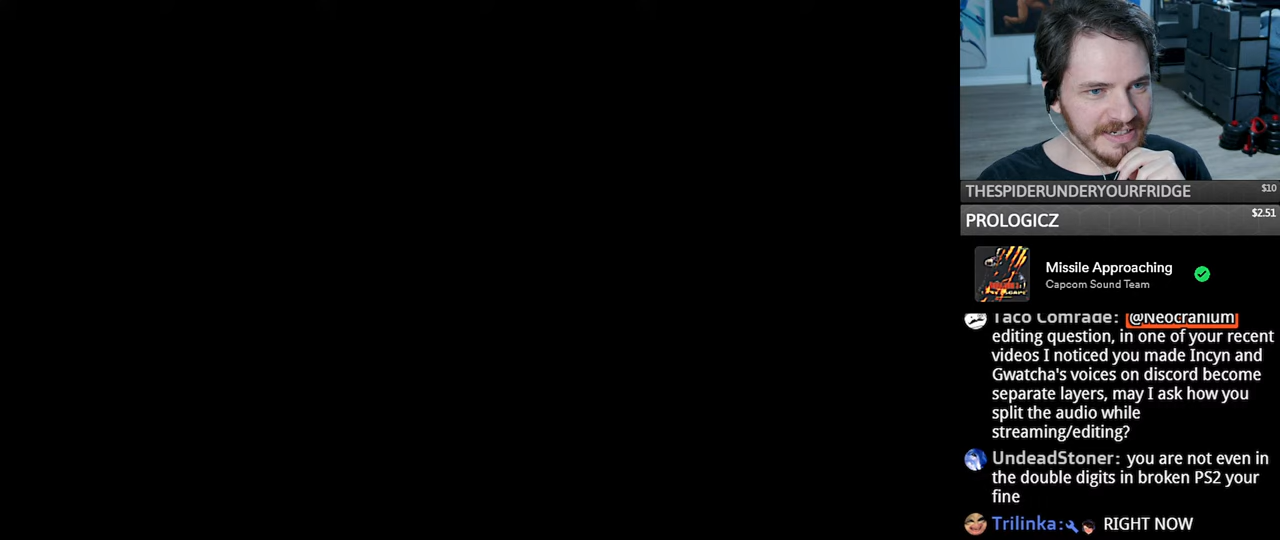 THESPIDERUNDERYOURFRIDGE $10
PROLOGICZ $2.51
Missile Approaching
Capcom Sound Team
Taco Comrade: @Neocranium
editing question, in one of your recent
videos I noticed you made Incyn and
Gwatcha's voices on discord become
separate layers, may I ask how you
split the audio while
streaming/editing?
UndeadStoner: you are not even in
the double digits in broken PS2 your
fine
Trilinka: RIGHT NOW